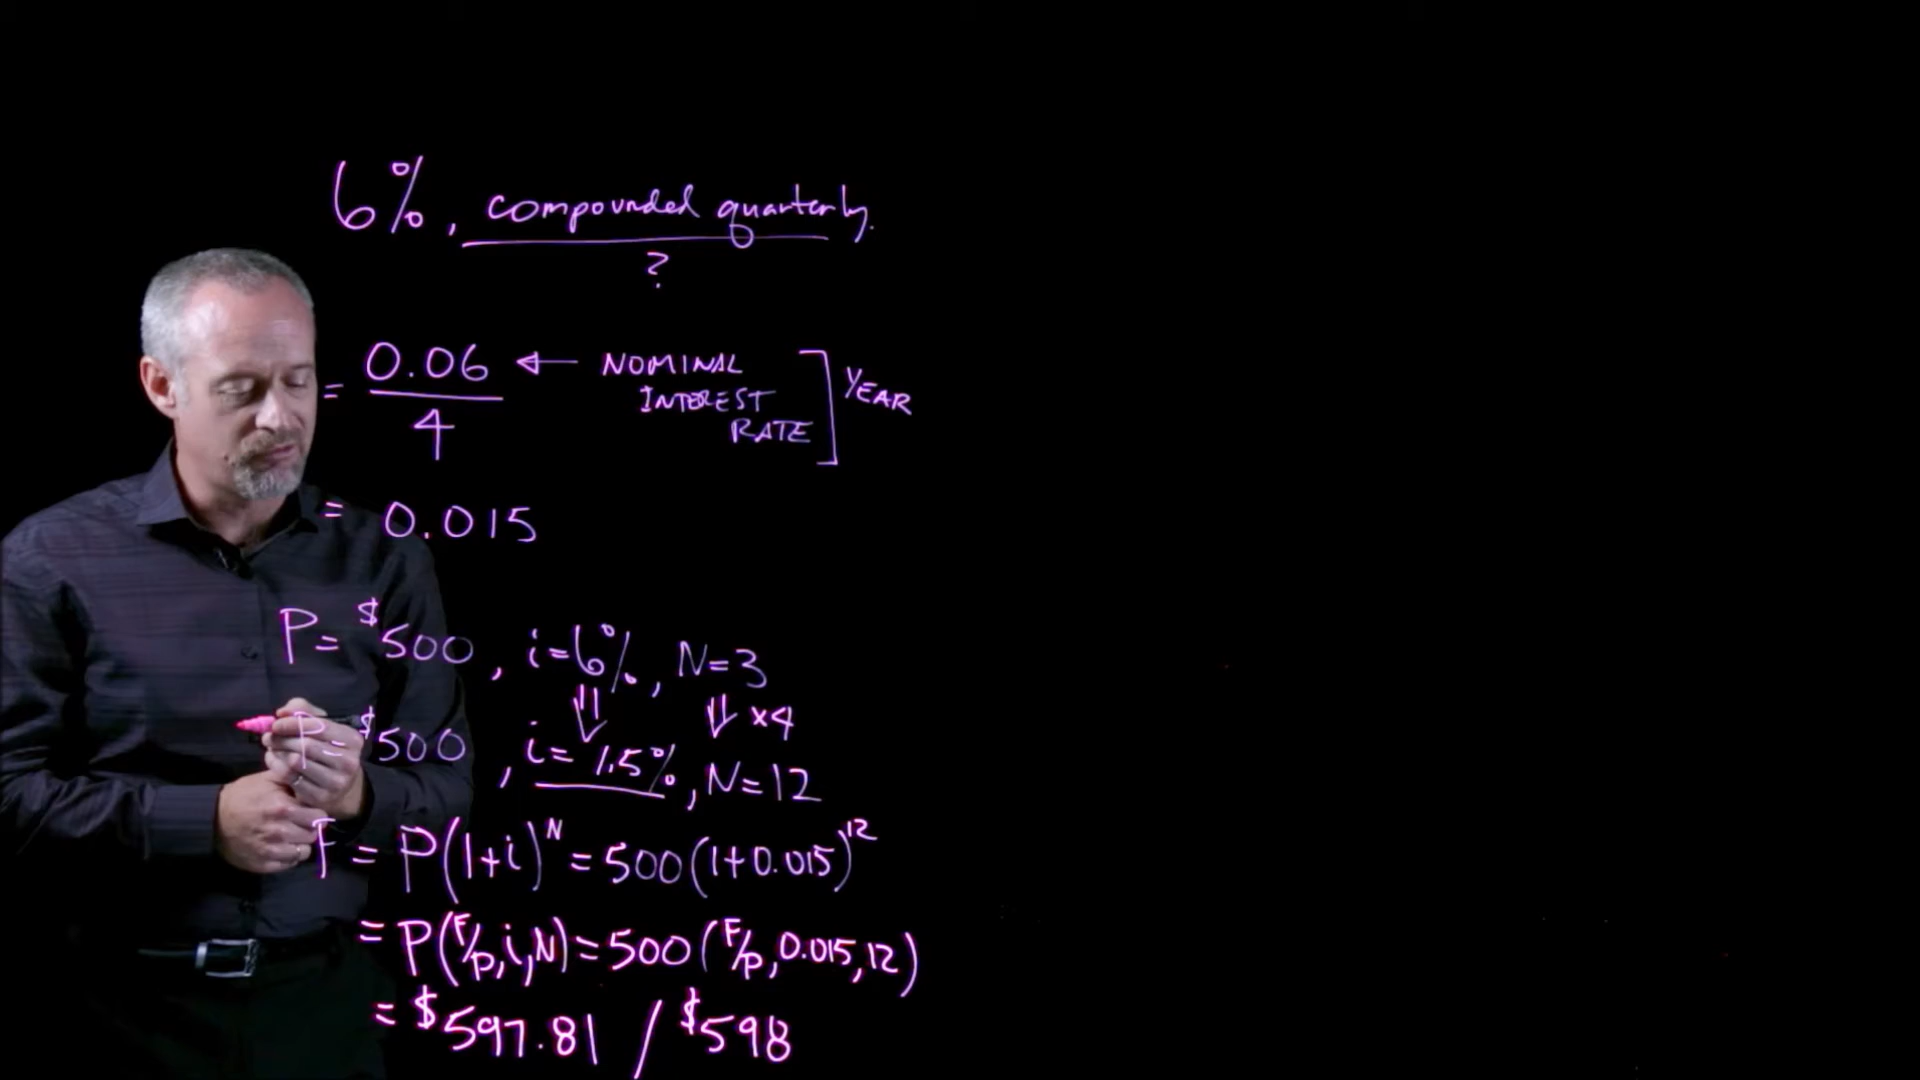 6%, compounded quarterly.
?
= 0.06 ← NOMINAL INTEREST RATE ] YEAR
4
= 0.015
P = $500, i = 6%, N = 3
⇓ ⇓ ×4
P = $500, i = 1.5%, N = 12
F = P(1+i)^N = 500(1+0.015)^12
= P(F/P, i, N) = 500(F/P, 0.015, 12)
= $597.81 / $598